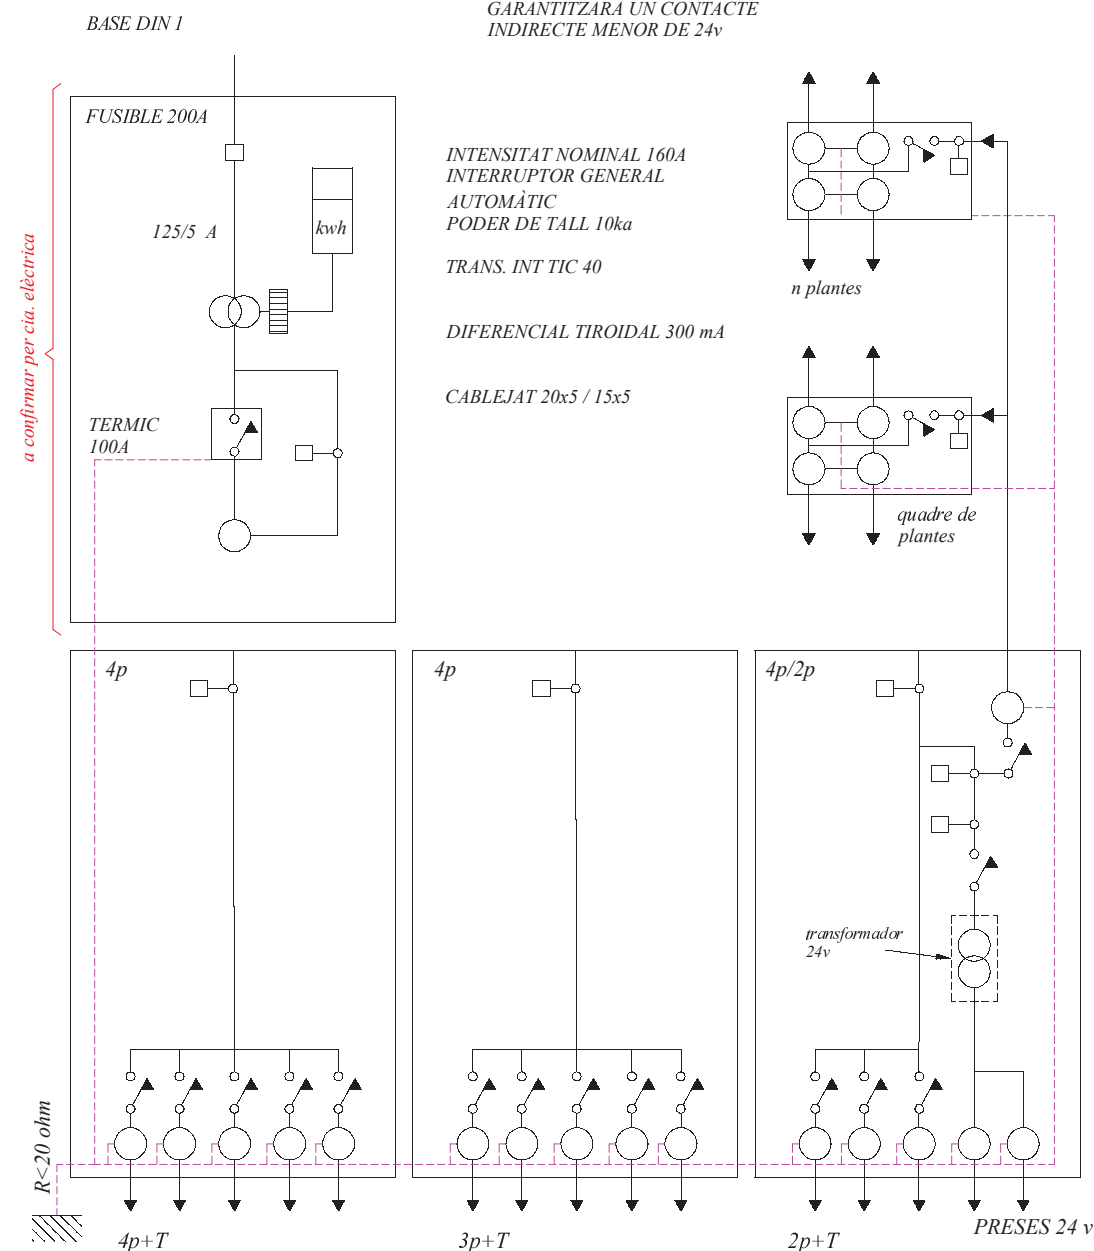 BASE DIN 1
GARANTITZARÀ UN CONTACTE
INDIRECTE MENOR DE 24v
FUSIBLE 200A
125/5 A
kwh
a confirmar per cia. elèctrica
TERMIC
100A
INTENSITAT NOMINAL 160A
INTERRUPTOR GENERAL
AUTOMÀTIC
PODER DE TALL 10ka
TRANS. INT TIC 40
DIFERENCIAL TIROIDAL 300 mA
CABLEJAT 20x5 / 15x5
n plantes
quadre de
plantes
4p
4p
4p/2p
transformador
24v
R<20 ohm
4p+T
3p+T
2p+T
PRESES 24 v